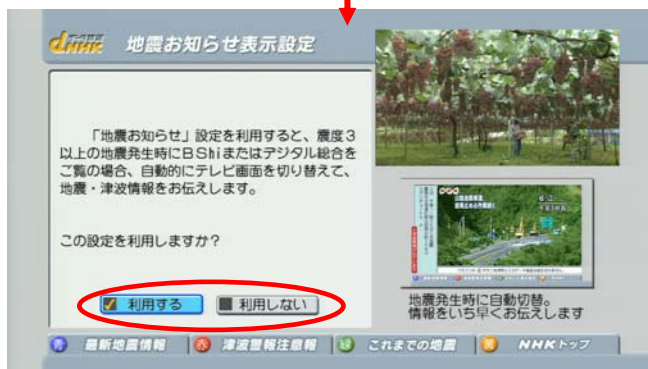 NHK
地震お知らせ表示設定
「地震お知らせ」設定を利用すると、震度3
以上の地震発生時にBShiまたはデジタル総合を
ご覧の場合、自動的にテレビ画面を切り替えて、
地震・津波情報をお伝えします。
この設定を利用しますか？
利用する
利用しない
NHK
地震発生時に自動切替。
情報をいち早くお伝えします
青 最新地震情報
赤 津波警報注意報
緑 これまでの地震
黄 NHKトップ